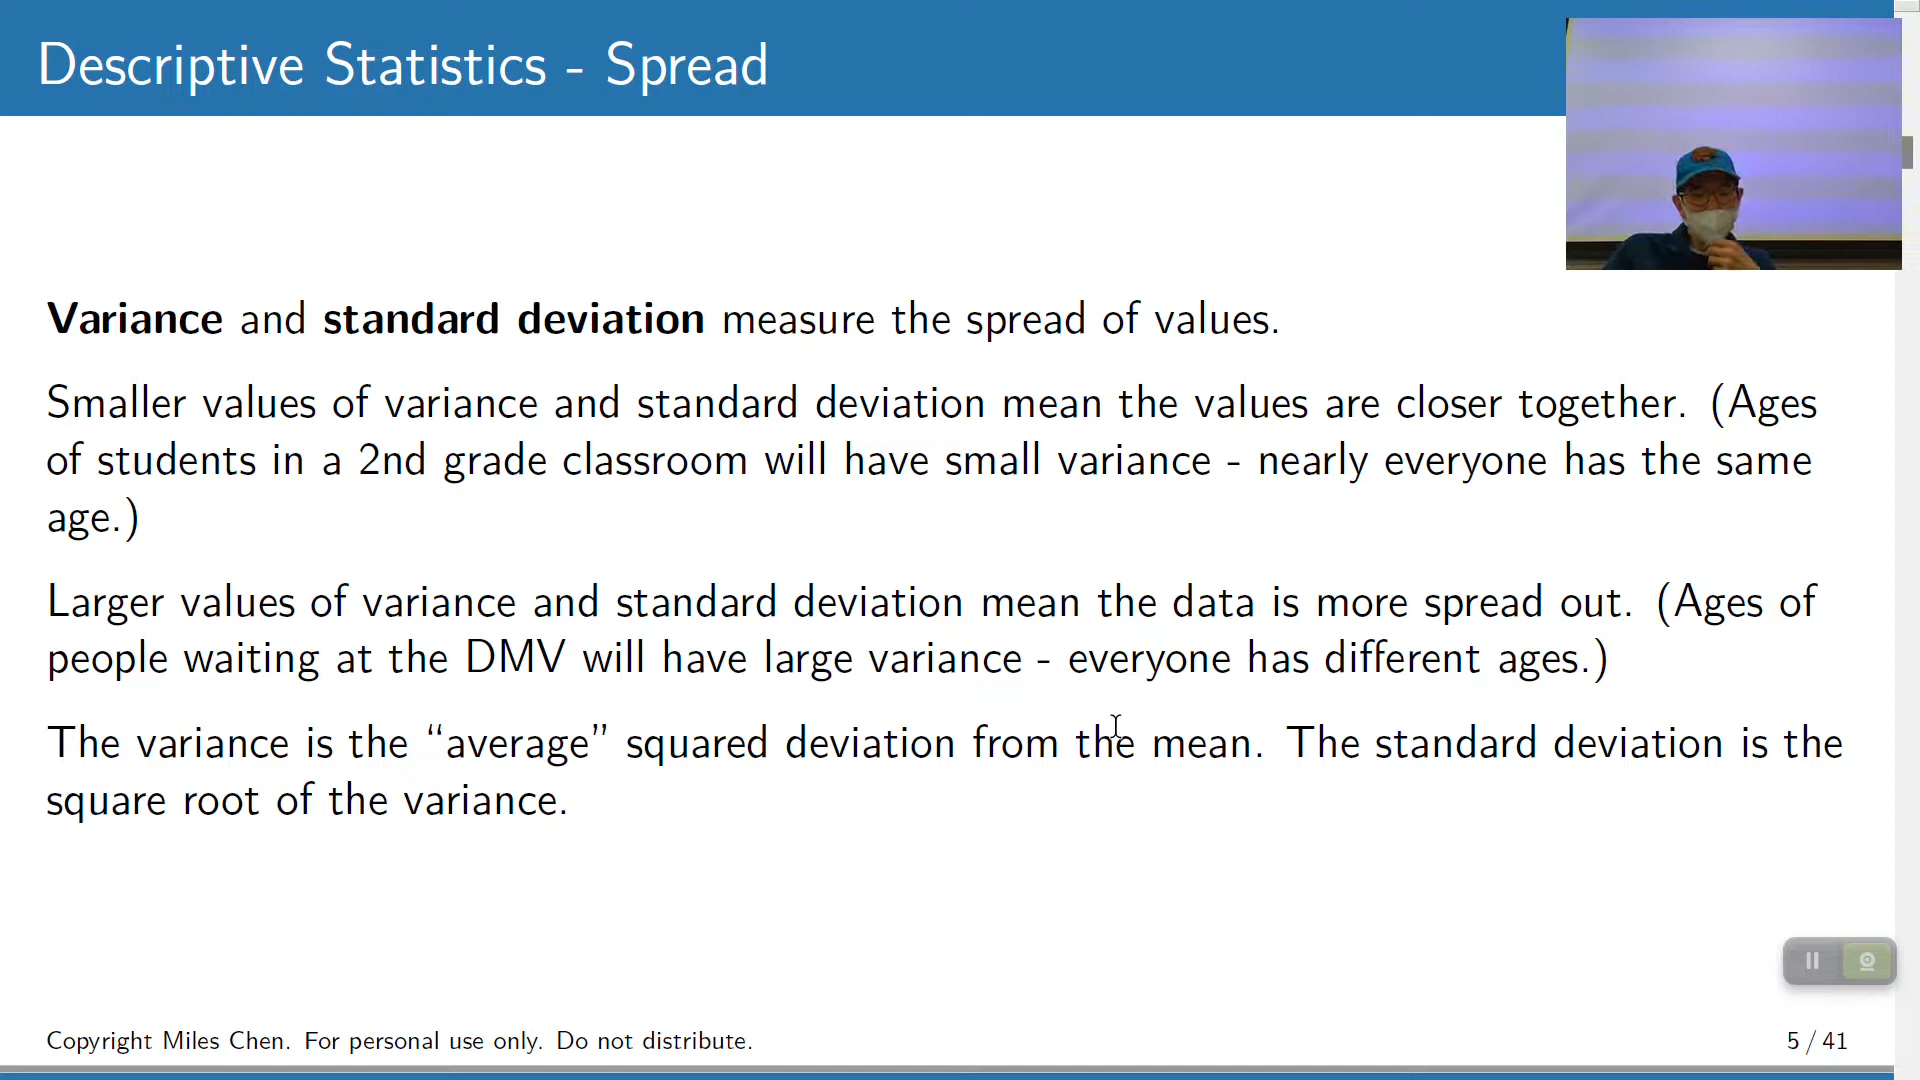 Descriptive Statistics - Spread
Variance and standard deviation measure the spread of values.
Smaller values of variance and standard deviation mean the values are closer together. (Ages
of students in a 2nd grade classroom will have small variance - nearly everyone has the same
age.)
Larger values of variance and standard deviation mean the data is more spread out. (Ages of
people waiting at the DMV will have large variance - everyone has different ages.)
The variance is the “average” squared deviation from the mean. The standard deviation is the
square root of the variance.
Copyright Miles Chen. For personal use only. Do not distribute.
5 / 41